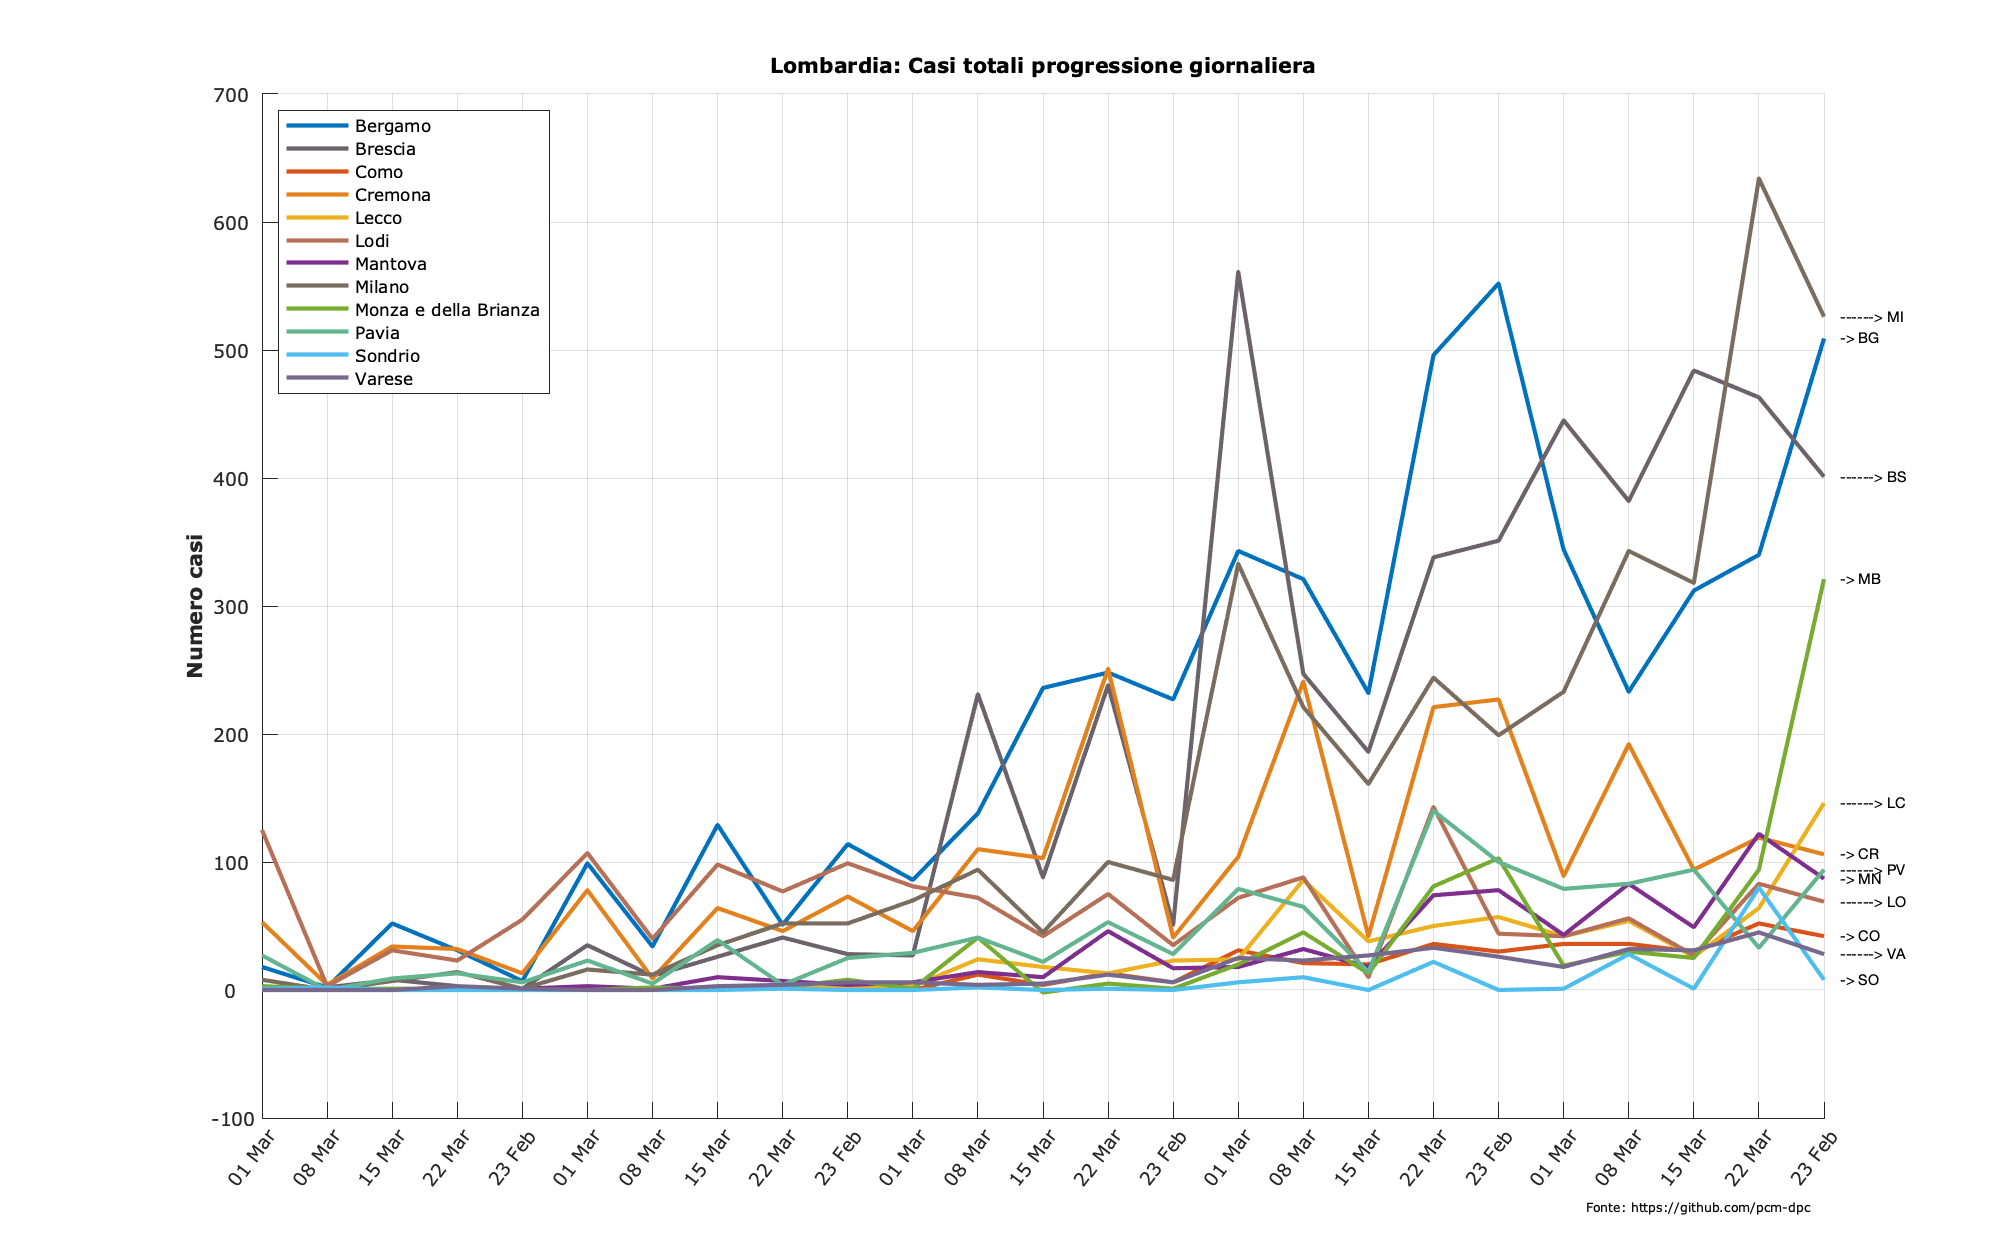 Lombardia: Casi totali progressione giornaliera
700
600
500
400
300
200
100
0
-100
Numero casi
Bergamo
Brescia
Como
Cremona
Lecco
Lodi
Mantova
Milano
Monza e della Brianza
Pavia
Sondrio
Varese
------> MI
-> BG
------> BS
-> MB
------> LC
-> CR
------> PV
-> MN
------> LO
-> CO
------> VA
-> SO
01 Mar
08 Mar
15 Mar
22 Mar
23 Feb
01 Mar
08 Mar
15 Mar
22 Mar
23 Feb
01 Mar
08 Mar
15 Mar
22 Mar
23 Feb
01 Mar
08 Mar
15 Mar
22 Mar
23 Feb
01 Mar
08 Mar
15 Mar
22 Mar
23 Feb
Fonte: https://github.com/pcm-dpc